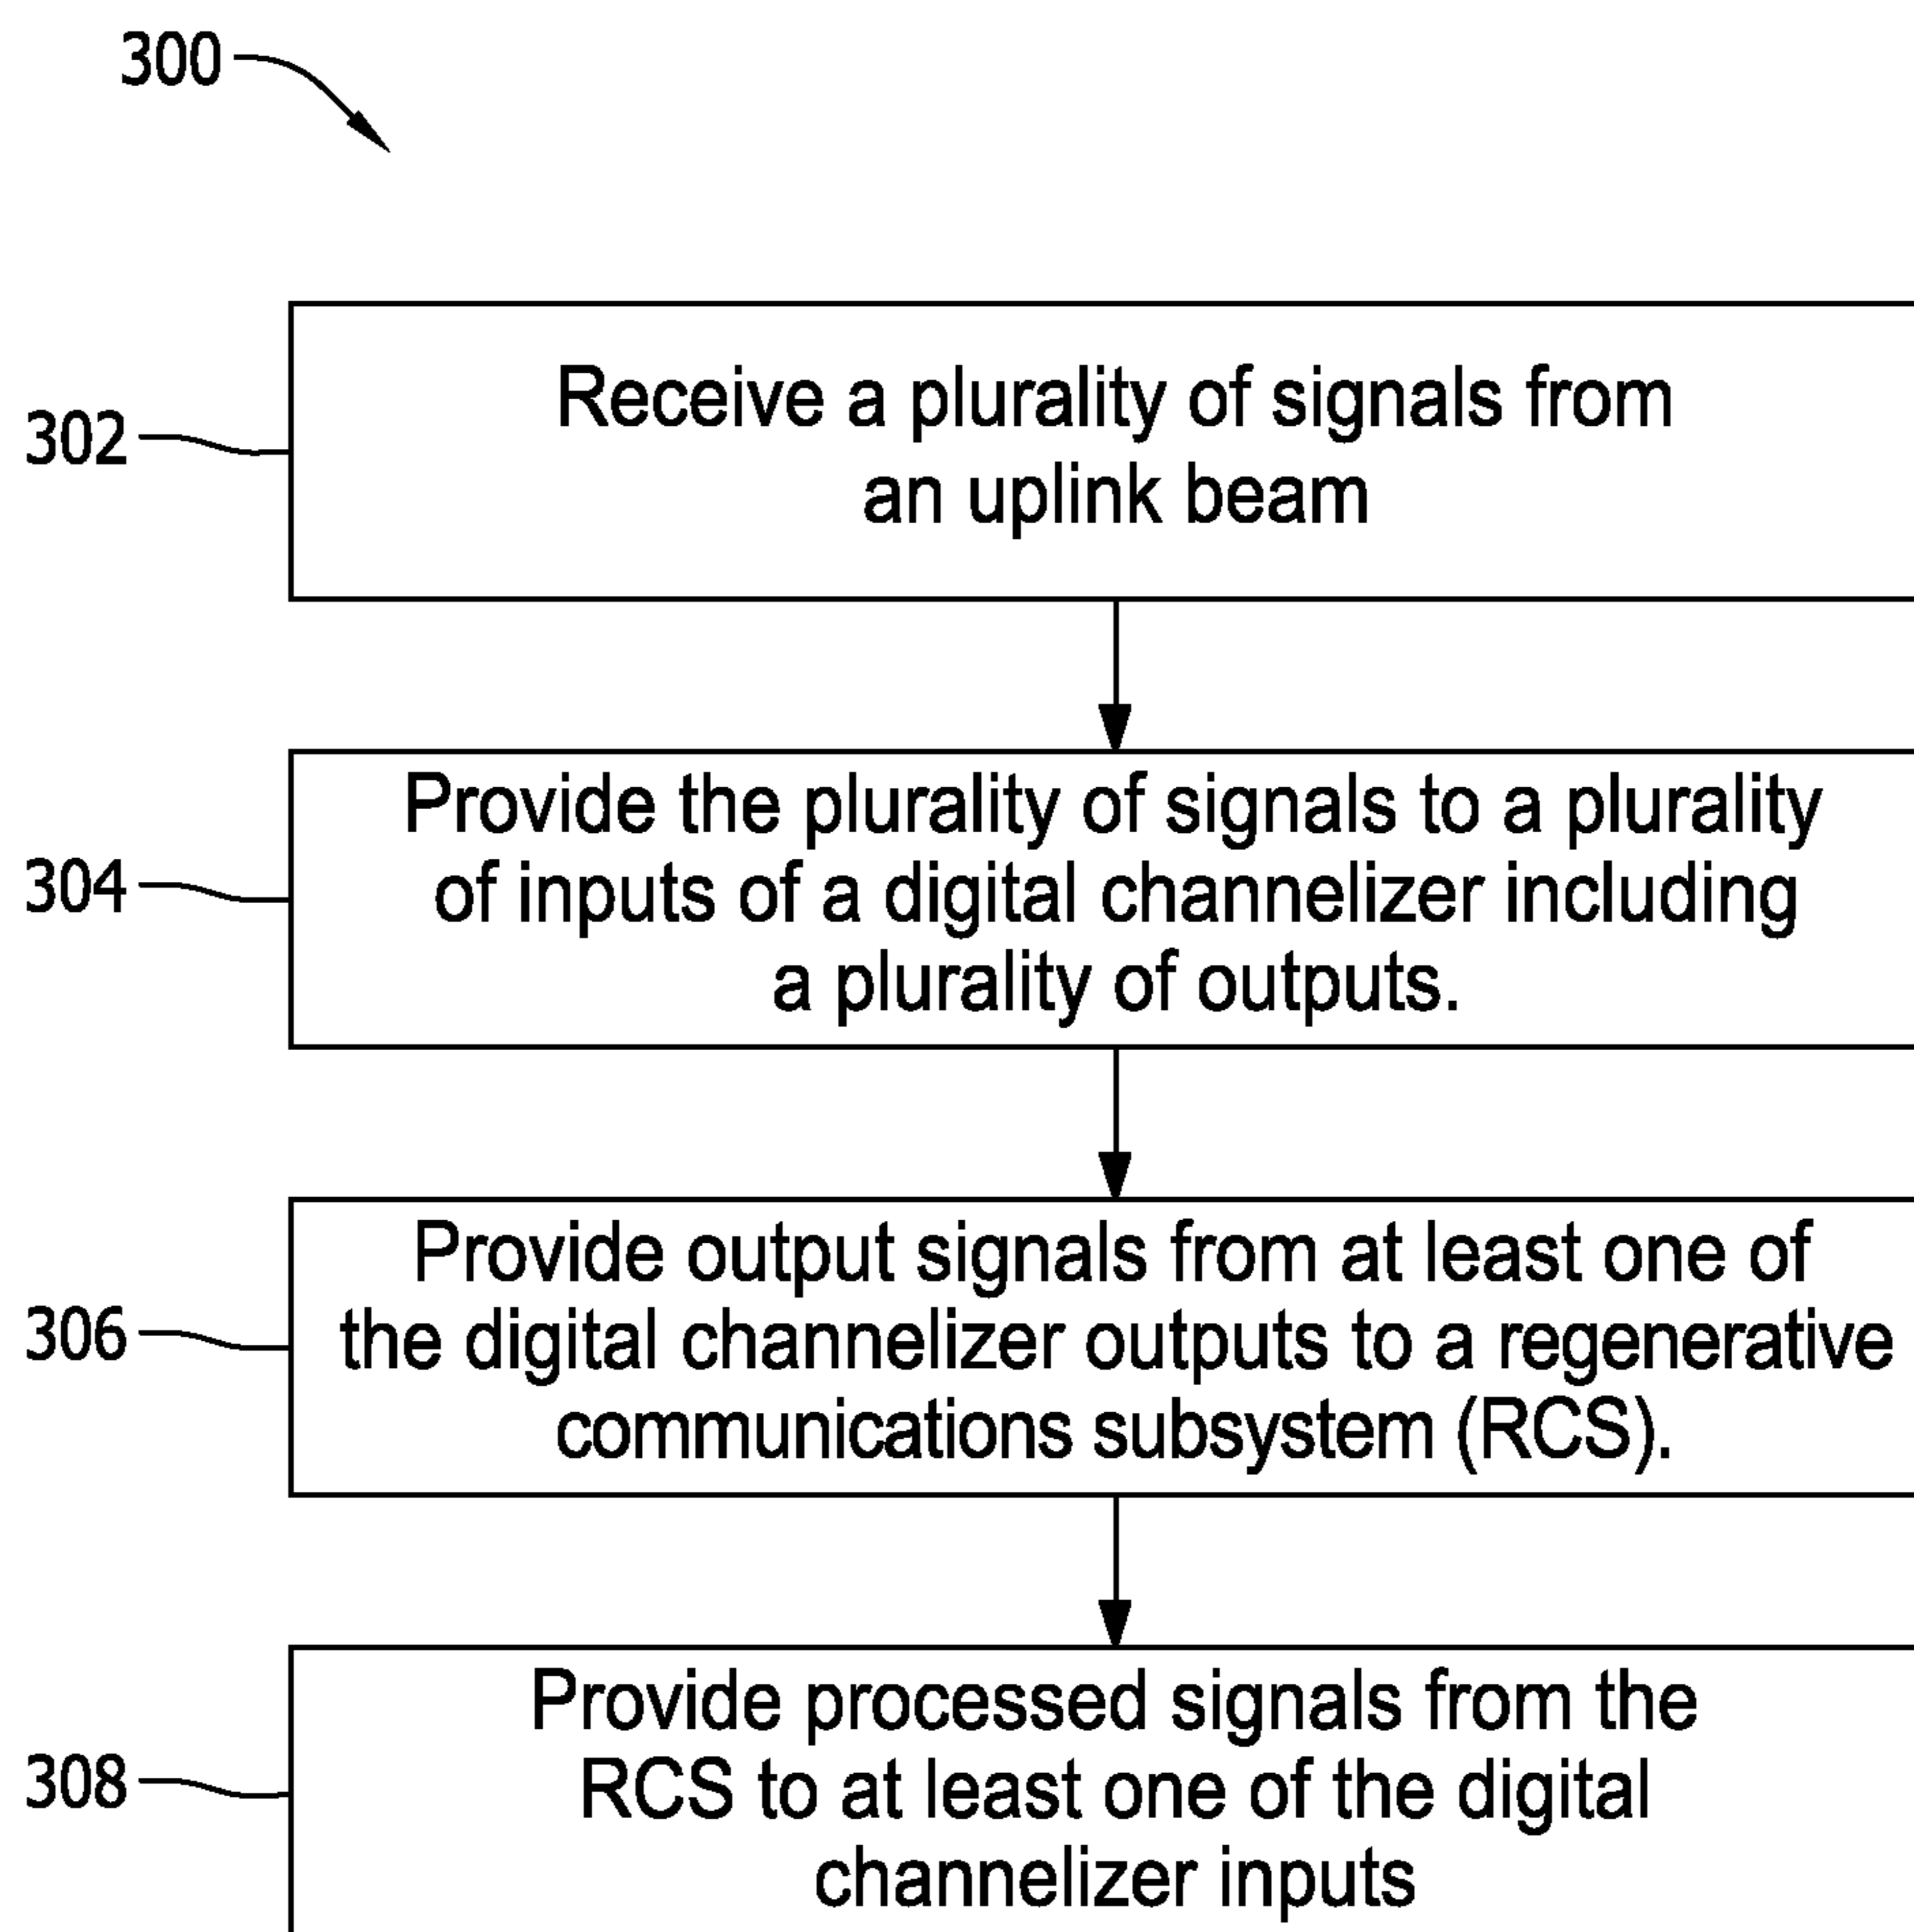 300
302
Receive a plurality of signals from
an uplink beam
304
Provide the plurality of signals to a plurality
of inputs of a digital channelizer including
a plurality of outputs.
306
Provide output signals from at least one of
the digital channelizer outputs to a regenerative
communications subsystem (RCS).
308
Provide processed signals from the
RCS to at least one of the digital
channelizer inputs